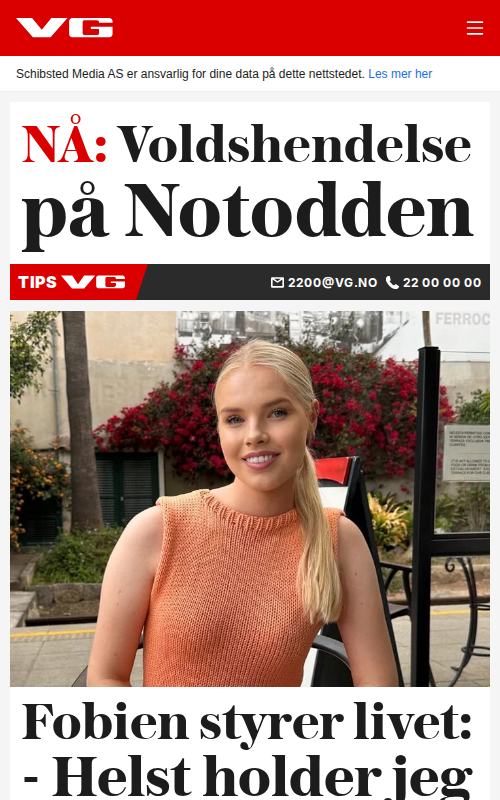 VG
Schibsted Media AS er ansvarlig for dine data på dette nettstedet. Les mer her
NÅ: Voldshendelse
på Notodden
TIPS VG 2200@VG.NO 22 00 00 00
FERROC
Fobien styrer livet:
- Helst holder jeg